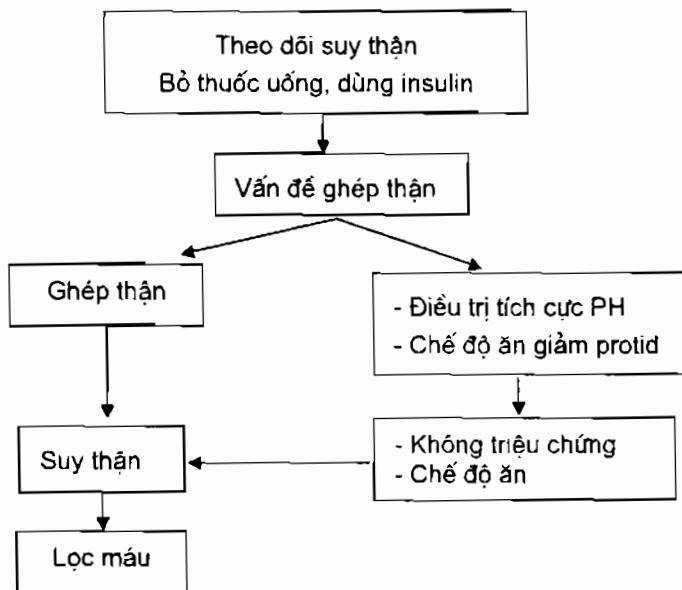 Theo dõi suy thận
Bỏ thuốc uống, dùng insulin
Vấn đề ghép thận
Ghép thận
- Điều trị tích cực PH
- Chế độ ăn giảm protid
- Không triệu chứng
- Chế độ ăn
Suy thận
Lọc máu